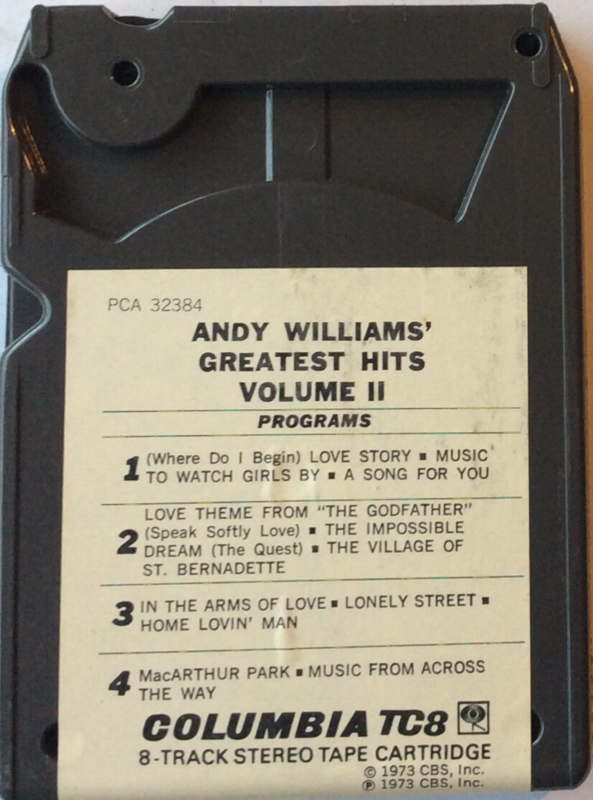 PCA 32384
ANDY WILLIAMS'
GREATEST HITS
VOLUME II
PROGRAMS
1 (Where Do I Begin) LOVE STORY ▪ MUSIC
TO WATCH GIRLS BY ▪ A SONG FOR YOU
LOVE THEME FROM "THE GODFATHER"
2 (Speak Softly Love) ▪ THE IMPOSSIBLE
DREAM (The Quest) ▪ THE VILLAGE OF
ST. BERNADETTE
3 IN THE ARMS OF LOVE ▪ LONELY STREET ▪
HOME LOVIN' MAN
4 MacARTHUR PARK ▪ MUSIC FROM ACROSS
THE WAY
COLUMBIA TC8
8-TRACK STEREO TAPE CARTRIDGE
© 1973 CBS, Inc.
℗ 1973 CBS, Inc.